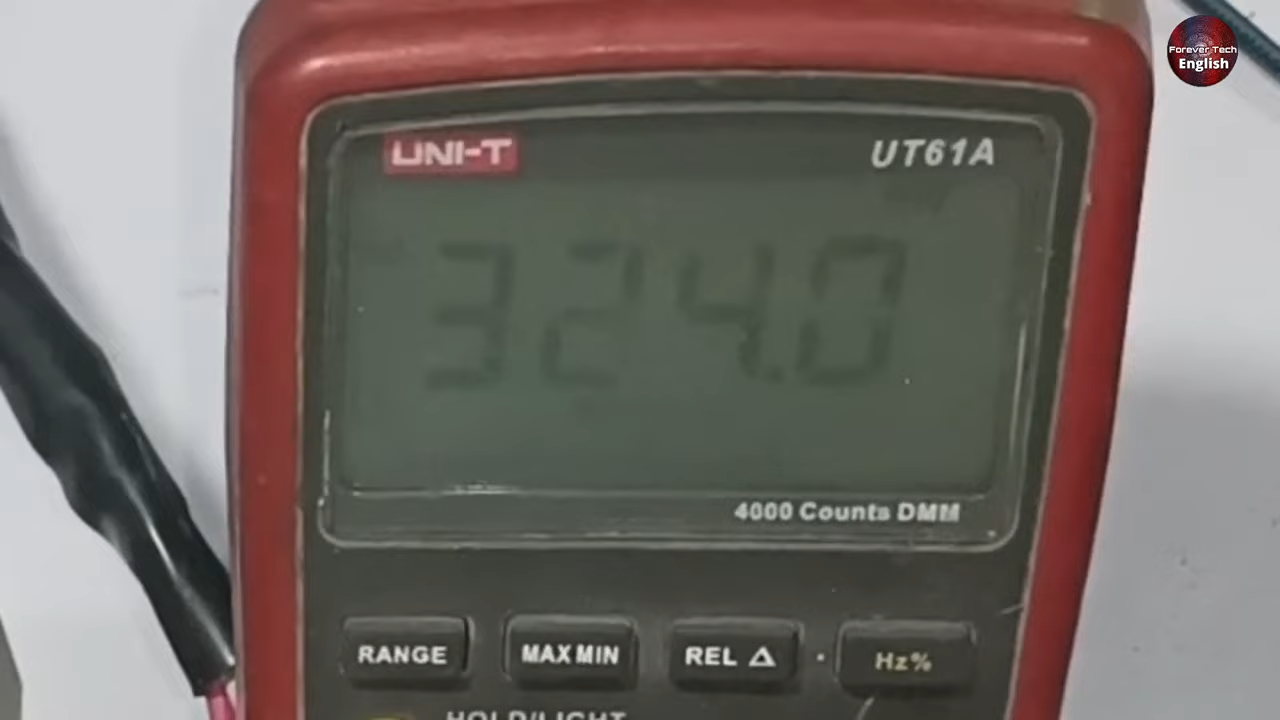 Forever Tech
English
UNI-T
UT61A
324.0
4000 Counts DMM
RANGE
MAX MIN
REL Δ
Hz%
HOLD/LIGHT